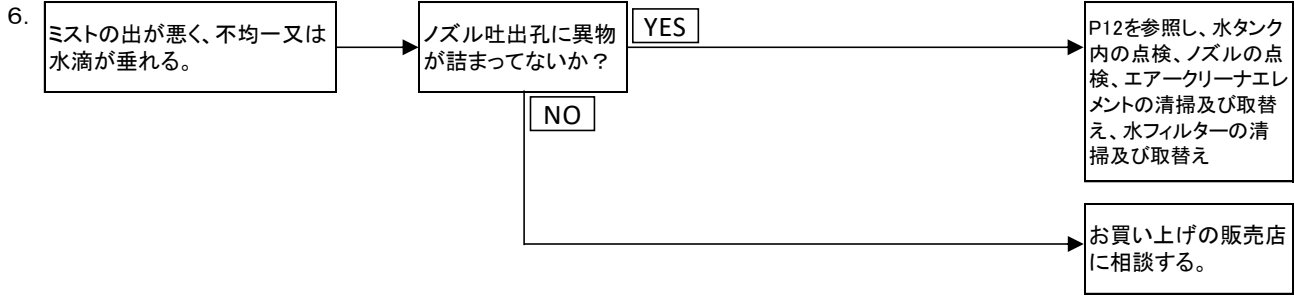 6.
ミストの出が悪く、不均一又は
水滴が垂れる。
ノズル吐出孔に異物
が詰まってないか？
YES
NO
P12を参照し、水タンク
内の点検、ノズルの点
検、エアークリーナエレ
メントの清掃及び取替
え、水フィルターの清
掃及び取替え
お買い上げの販売店
に相談する。